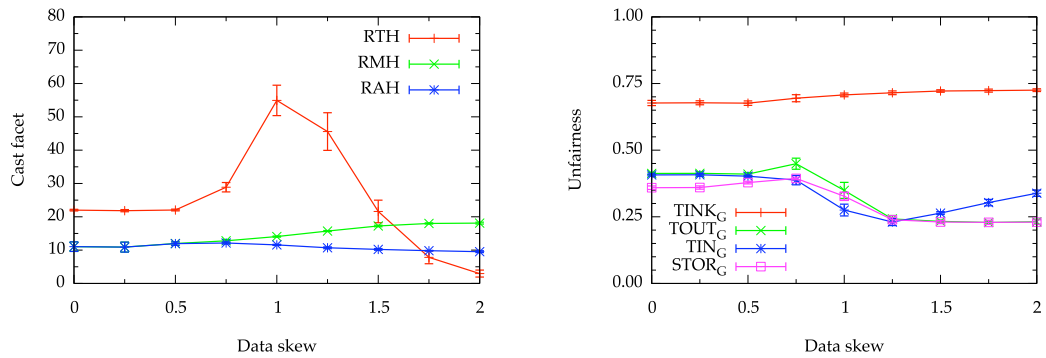 80
70
60
50
40
30
20
10
0
Cast facet
RTH
RMH
RAH
0
0.5
1
1.5
2
Data skew
1.00
0.75
0.50
0.25
0.00
Unfairness
TINK_G
TOUT_G
TIN_G
STOR_G
0
0.5
1
1.5
2
Data skew